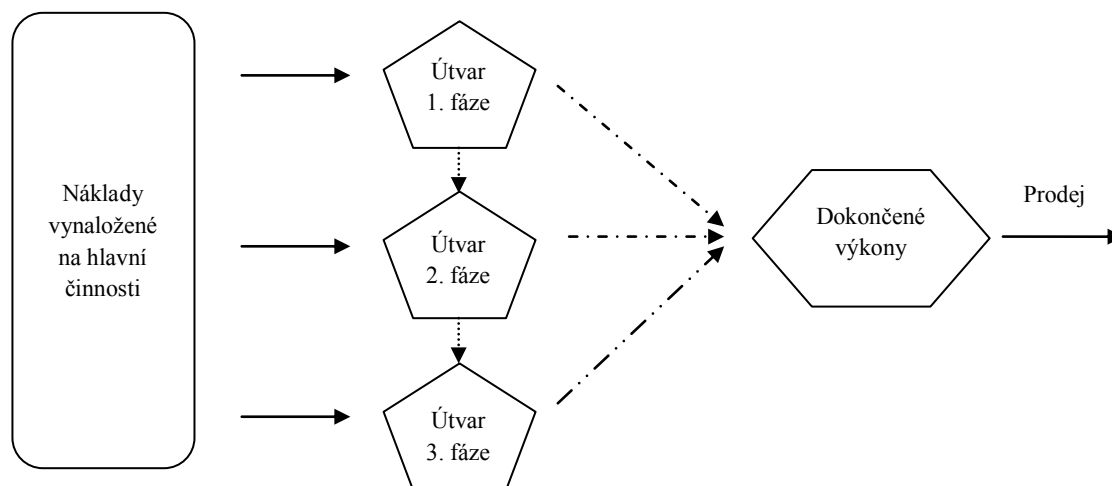 Náklady
vynaložené
na hlavní
činnosti
Útvar
1. fáze
Útvar
2. fáze
Útvar
3. fáze
Dokončené
výkony
Prodej